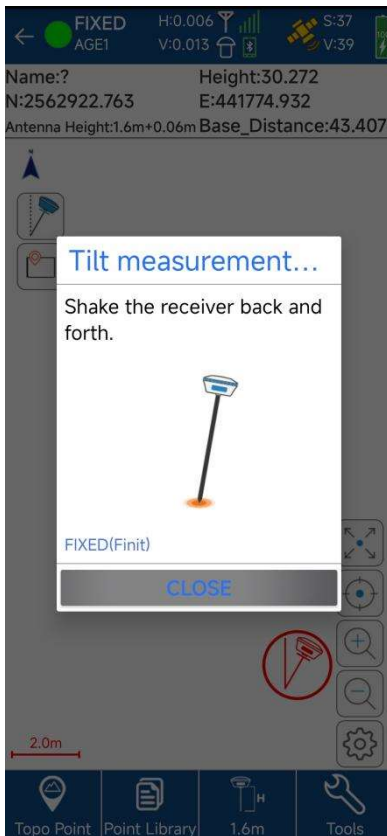 FIXED
AGE1
H:0.006
V:0.013
S:37
V:39
Name:?
Height:30.272
N:2562922.763
E:441774.932
Antenna Height:1.6m+0.06m
Base_Distance:43.407
Tilt measurement...
Shake the receiver back and
forth.
FIXED(Finit)
CLOSE
2.0m
H
Topo Point
Point Library
1.6m
Tools